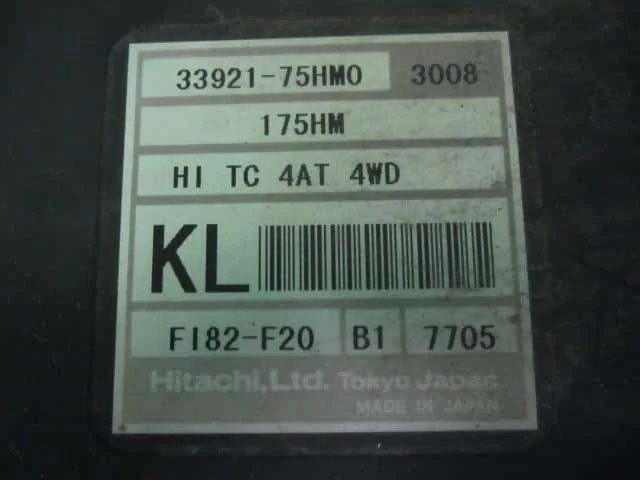 33921-75HM0 3008
175HM
HI TC 4AT 4WD
KL
FI82-F20 B1 7705
Hitachi,Ltd. Tokyo Japan
MADE IN JAPAN